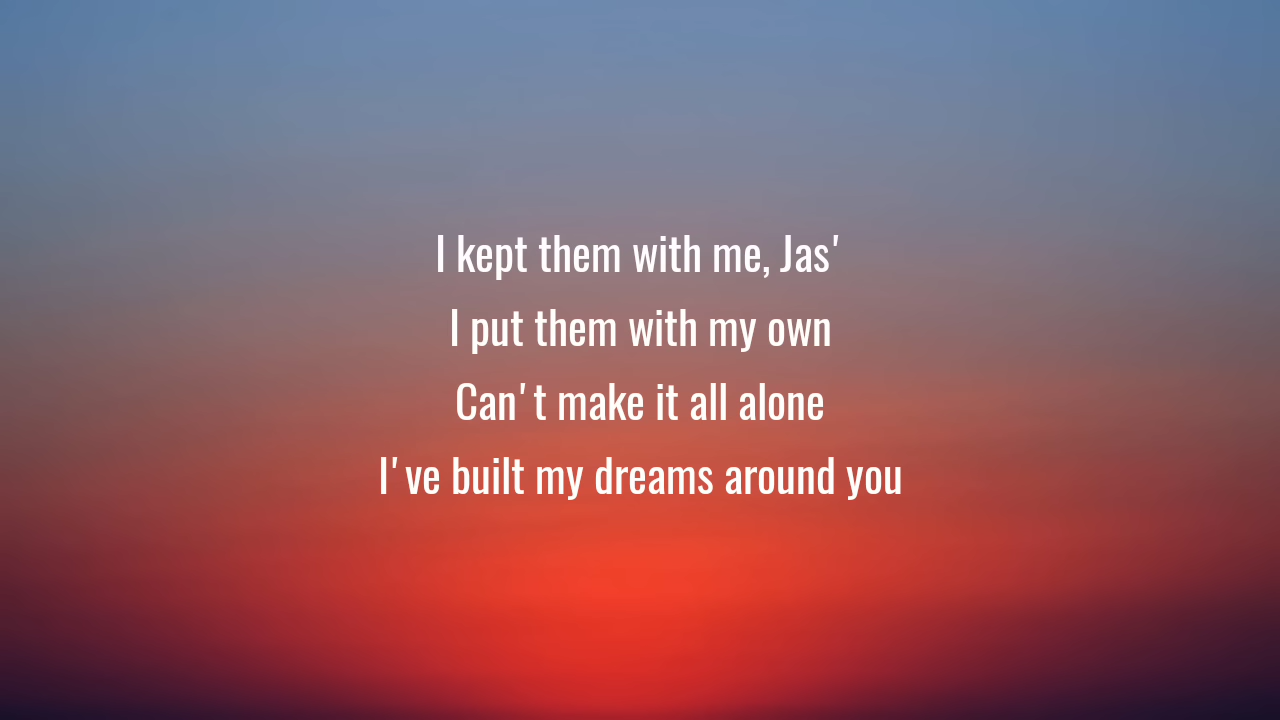 I kept them with me, Jas'
I put them with my own
Can't make it all alone
I've built my dreams around you